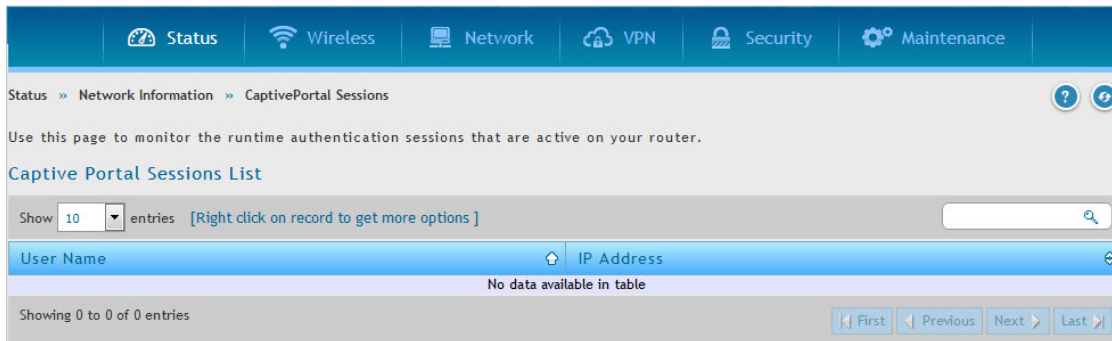 Status Wireless Network VPN Security Maintenance
Status » Network Information » CaptivePortal Sessions
?
Use this page to monitor the runtime authentication sessions that are active on your router.
Captive Portal Sessions List
Show 10 entries [Right click on record to get more options ]
User Name IP Address
No data available in table
Showing 0 to 0 of 0 entries
First Previous Next Last